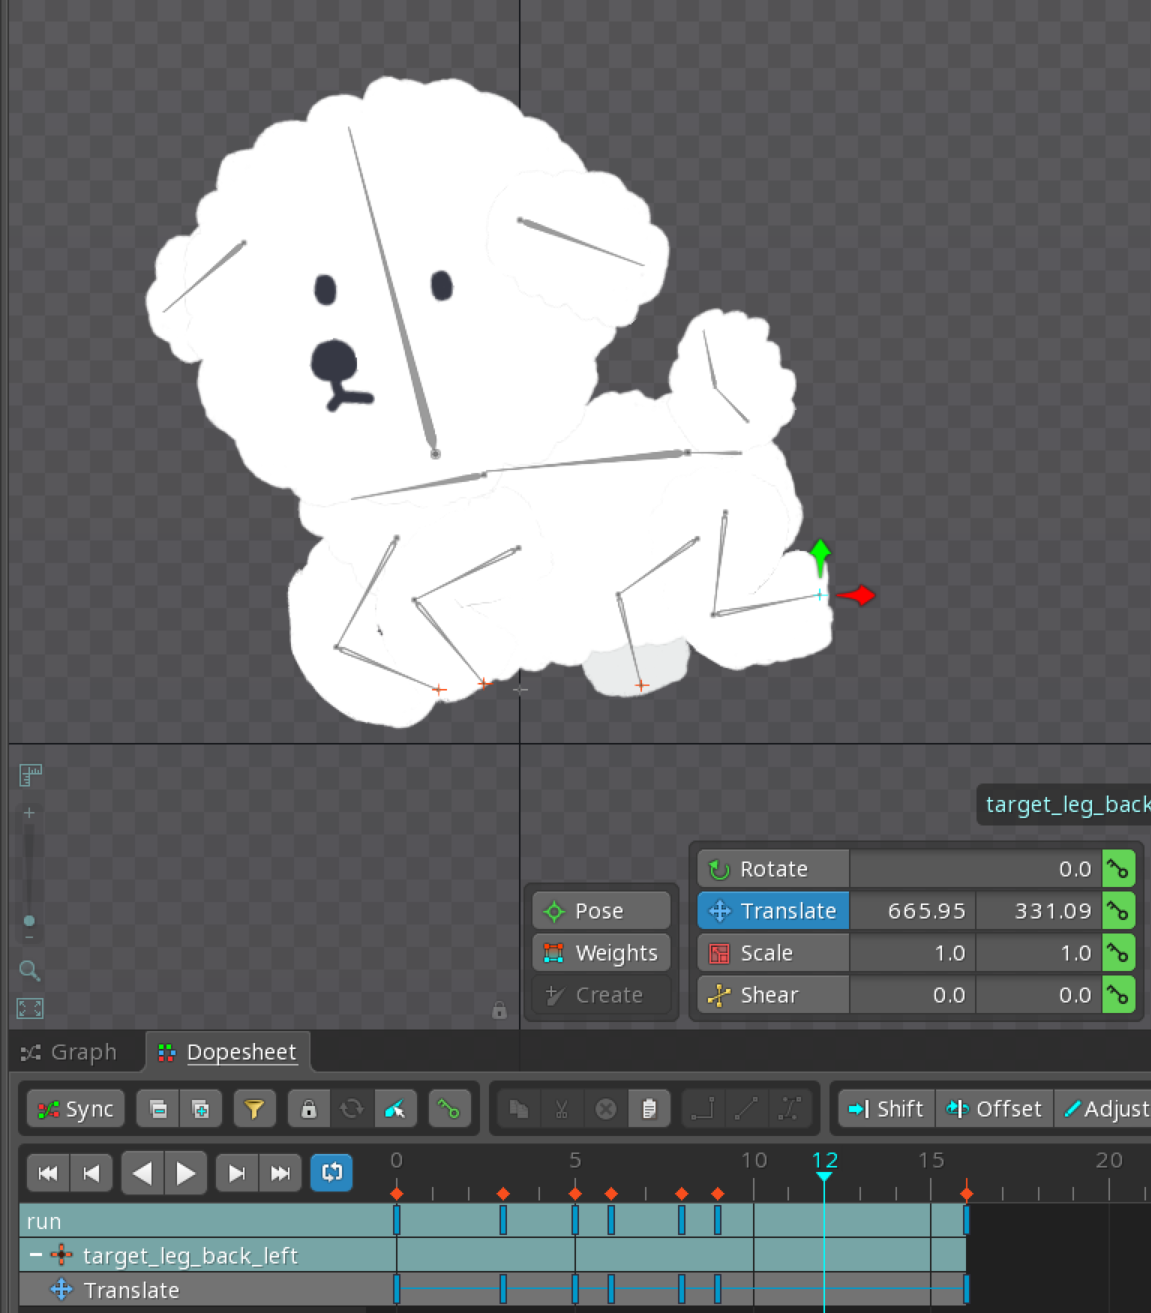 target_leg_back
Rotate 0.0
Pose Translate 665.95 331.09
Weights Scale 1.0 1.0
Create Shear 0.0 0.0
Graph Dopesheet
Sync Shift Offset Adjust
0 5 10 12 15 20
run
target_leg_back_left
Translate